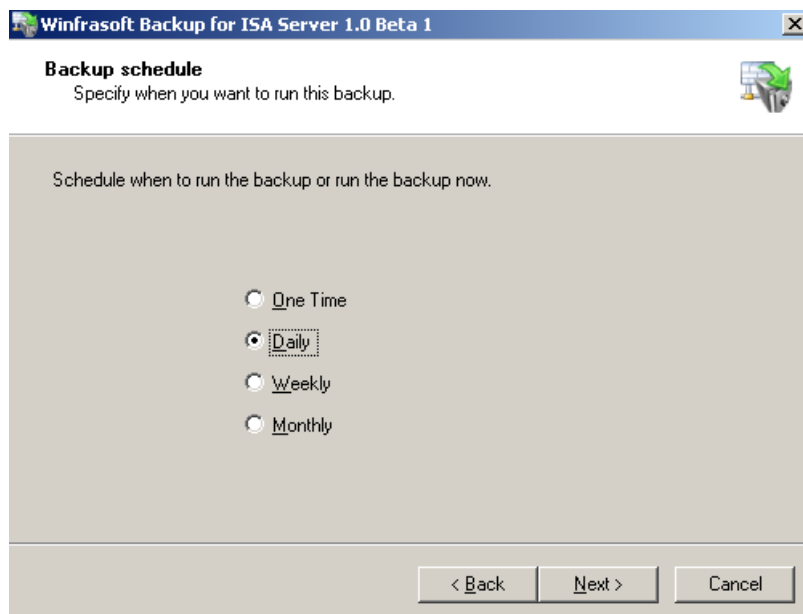 Winfrasoft Backup for ISA Server 1.0 Beta 1
Backup schedule
Specify when you want to run this backup.
Schedule when to run the backup or run the backup now.
One Time
Daily
Weekly
Monthly
< Back
Next >
Cancel